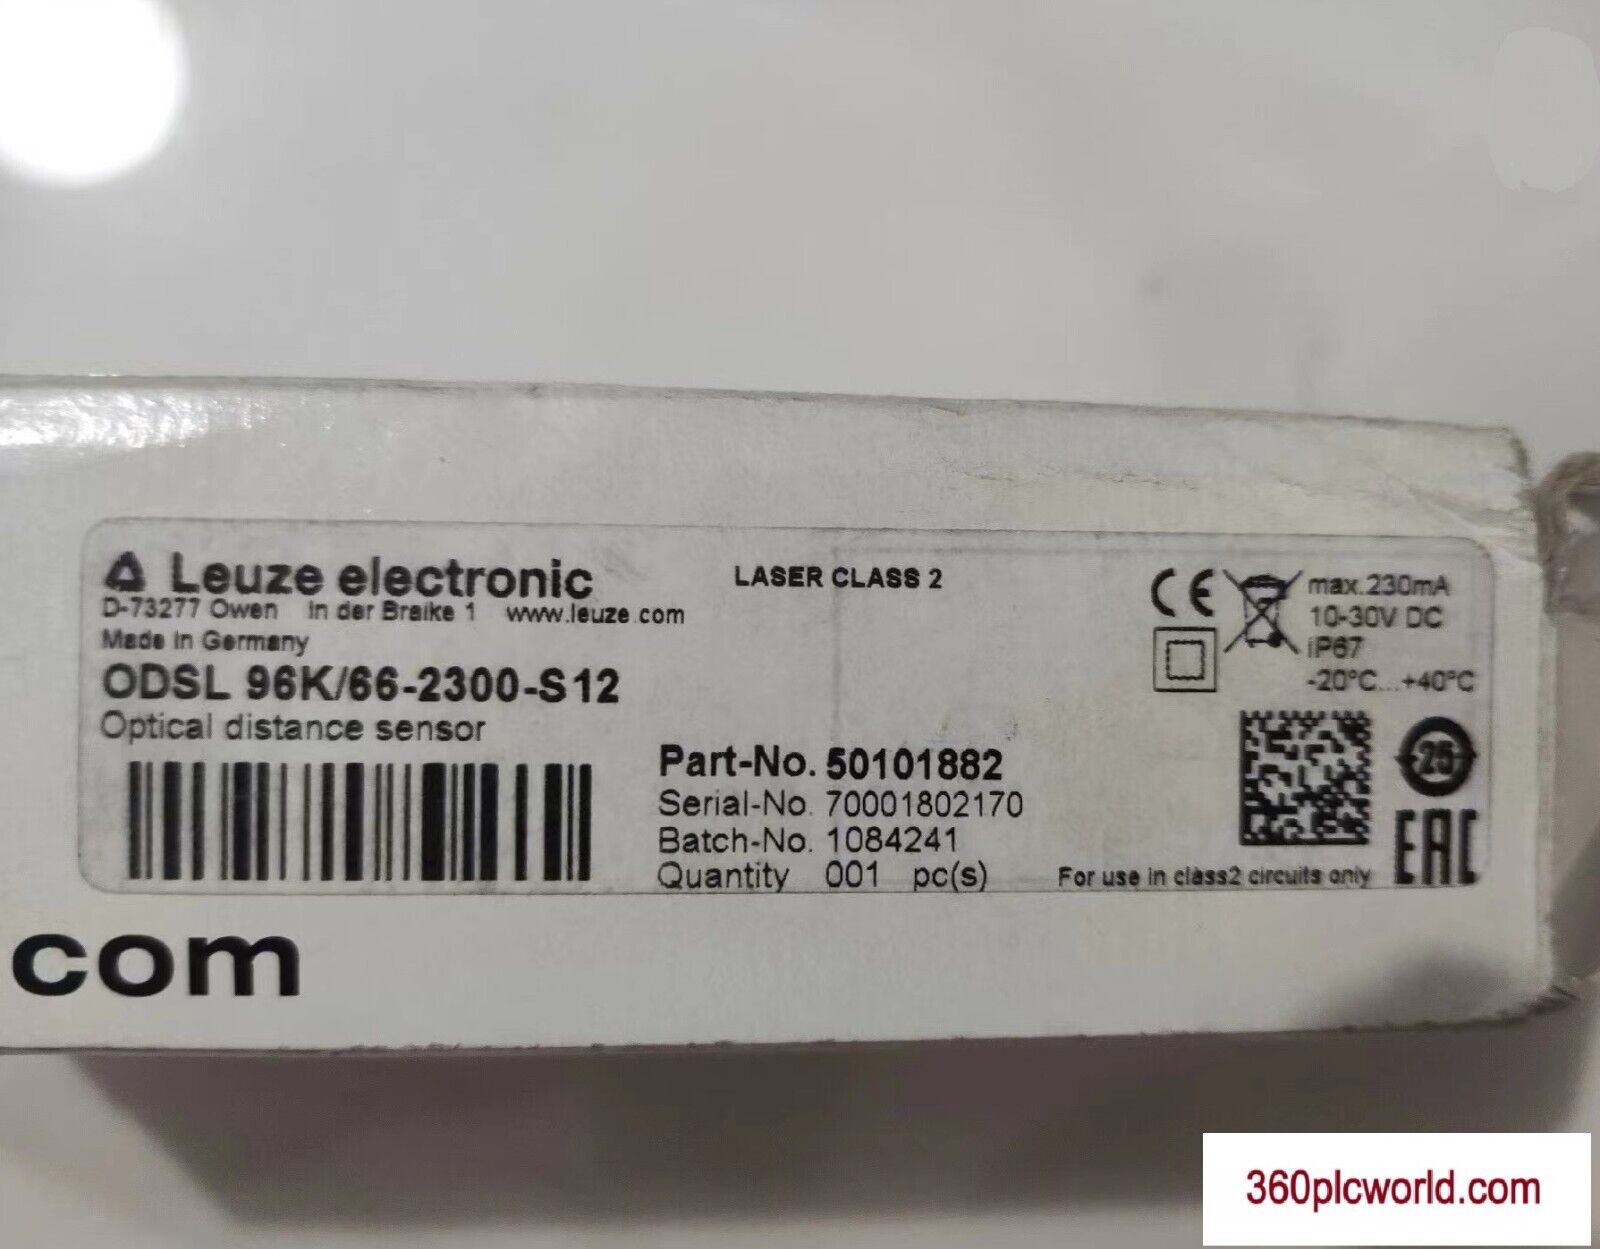 Leuze electronic
D-73277 Owen In der Braike 1 www.leuze.com
Made in Germany
ODSL 96K/66-2300-S12
Optical distance sensor
LASER CLASS 2
CE
max.230mA
10-30V DC
IP67
-20°C...+40°C
Part-No. 50101882
Serial-No. 70001802170
Batch-No. 1084241
Quantity 001 pc(s)
For use in class2 circuits only
25
EAC
com
360plcworld.com